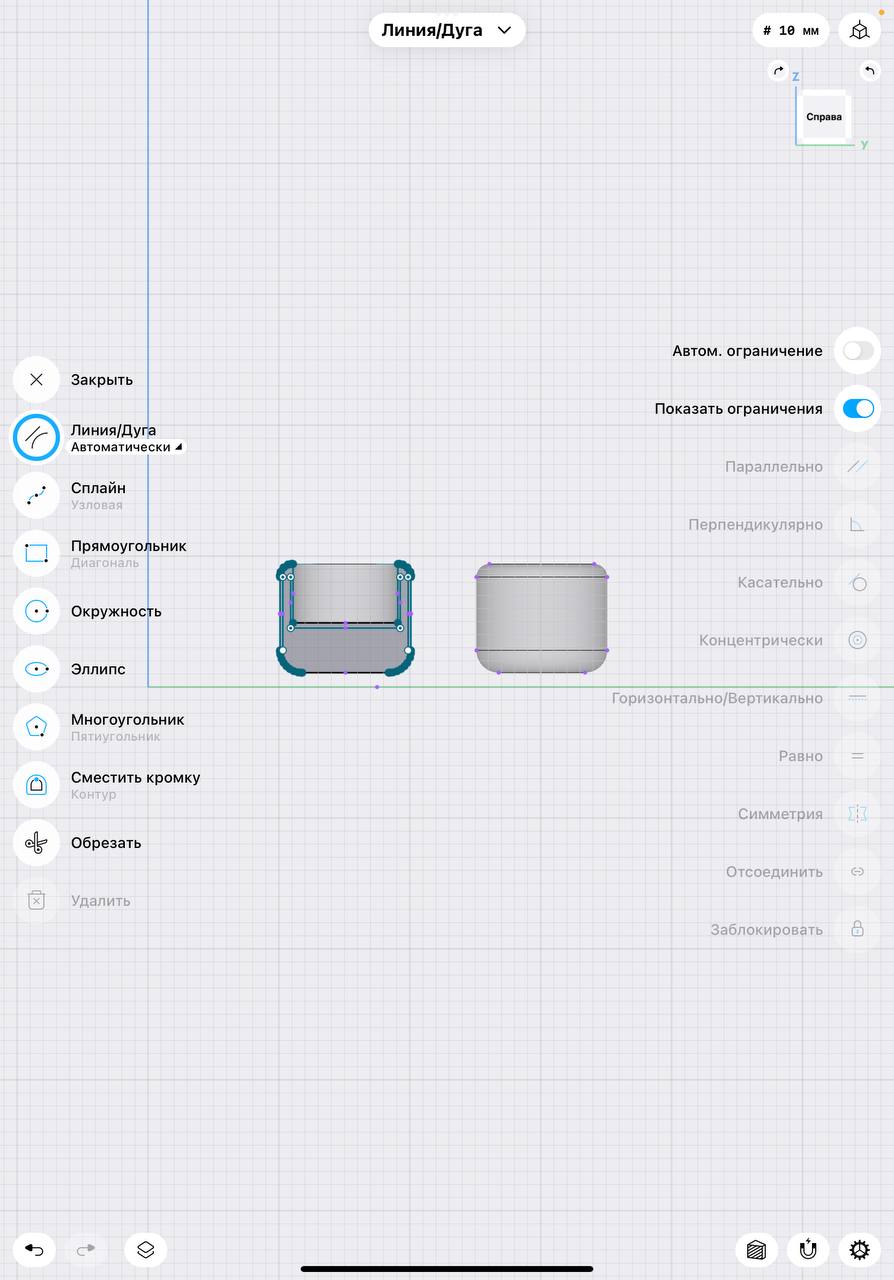 Линия/Дуга
# 10 мм
Z
Справа
Y
Автом. ограничение
Закрыть
Показать ограничения
Линия/Дуга
Автоматически
Параллельно
Сплайн
Узловая
Перпендикулярно
Прямоугольник
Диагональ
Касательно
Окружность
Концентрически
Эллипс
Горизонтально/Вертикально
Многоугольник
Пятиугольник
Равно
Сместить кромку
Контур
Симметрия
Обрезать
Отсоединить
Удалить
Заблокировать